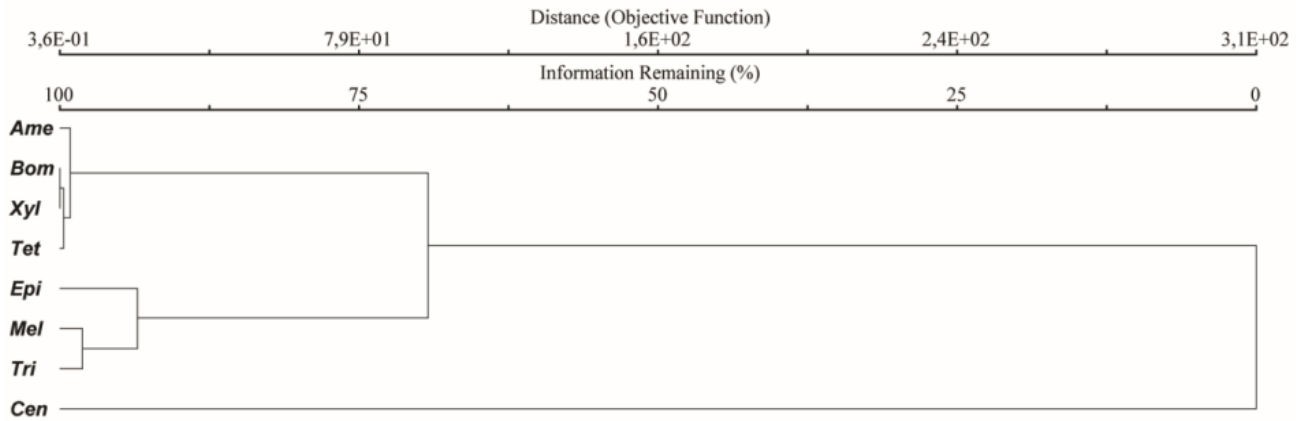 Distance (Objective Function)
3,6E-01 7,9E+01 1,6E+02 2,4E+02 3,1E+02
Information Remaining (%)
100 75 50 25 0
Ame
Bom
Xyl
Tet
Epi
Mel
Tri
Cen